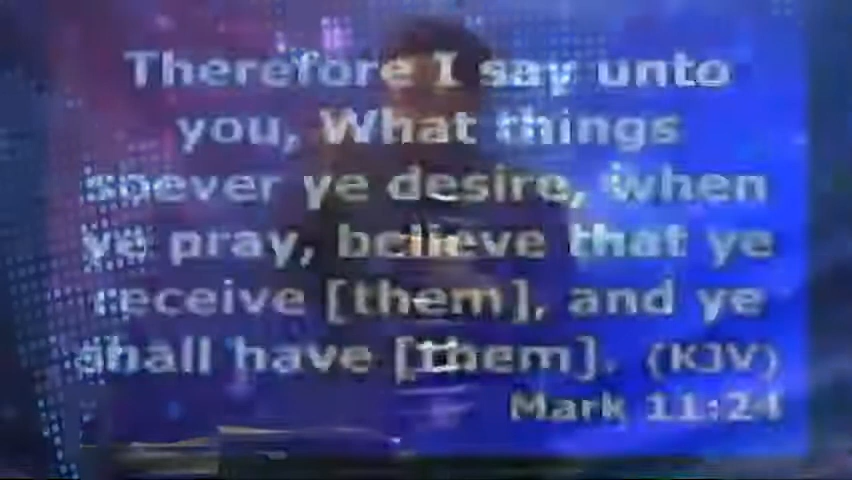 Therefore I say unto
you, What things
soever ye desire, when
ye pray, believe that ye
receive [them], and ye
shall have [them]. (KJV)
Mark 11:24